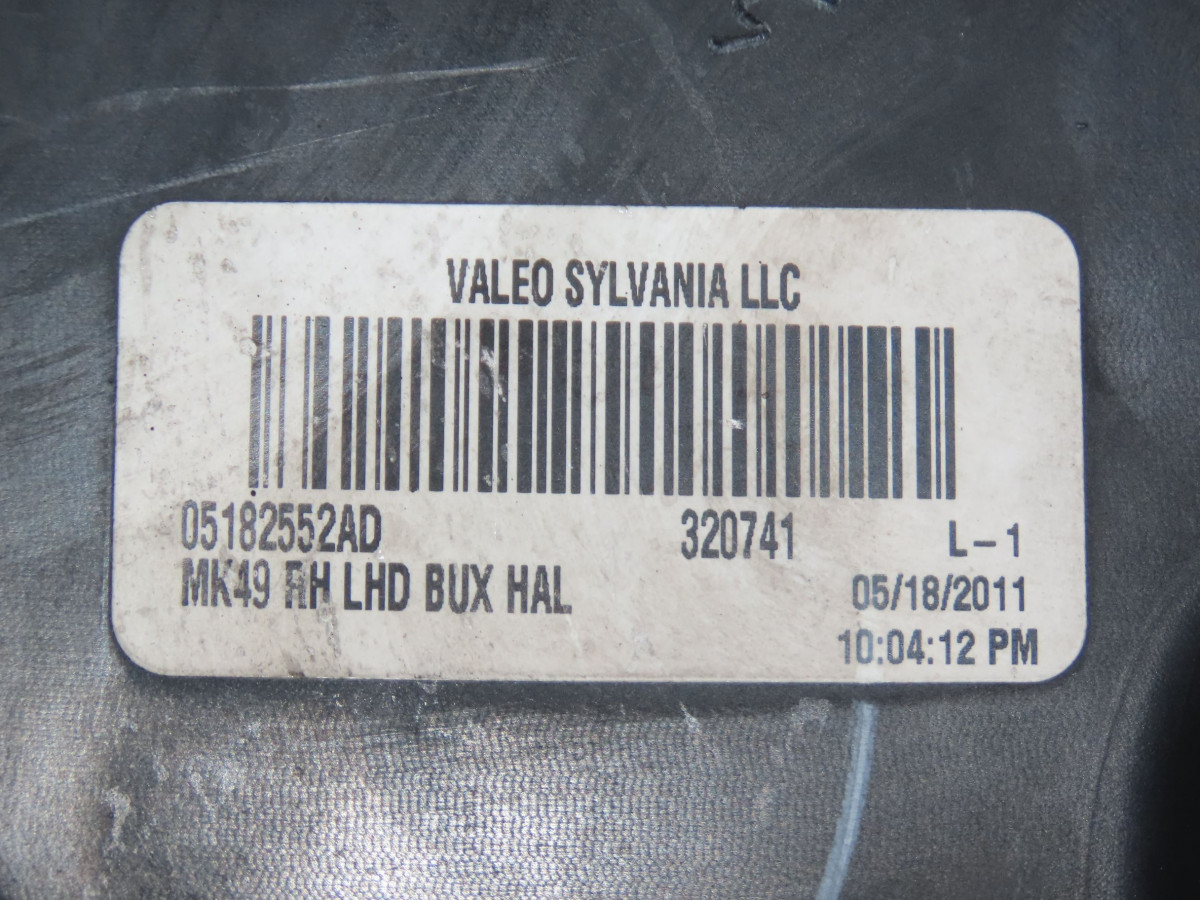 VALEO SYLVANIA LLC
05182552AD 320741 L-1
MK49 RH LHD BUX HAL 05/18/2011
10:04:12 PM